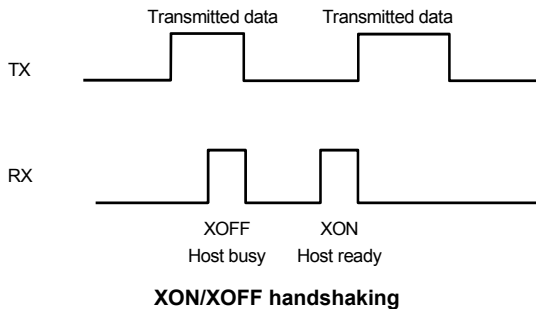 Transmitted data Transmitted data
TX
RX
XOFF XON
Host busy Host ready
XON/XOFF handshaking